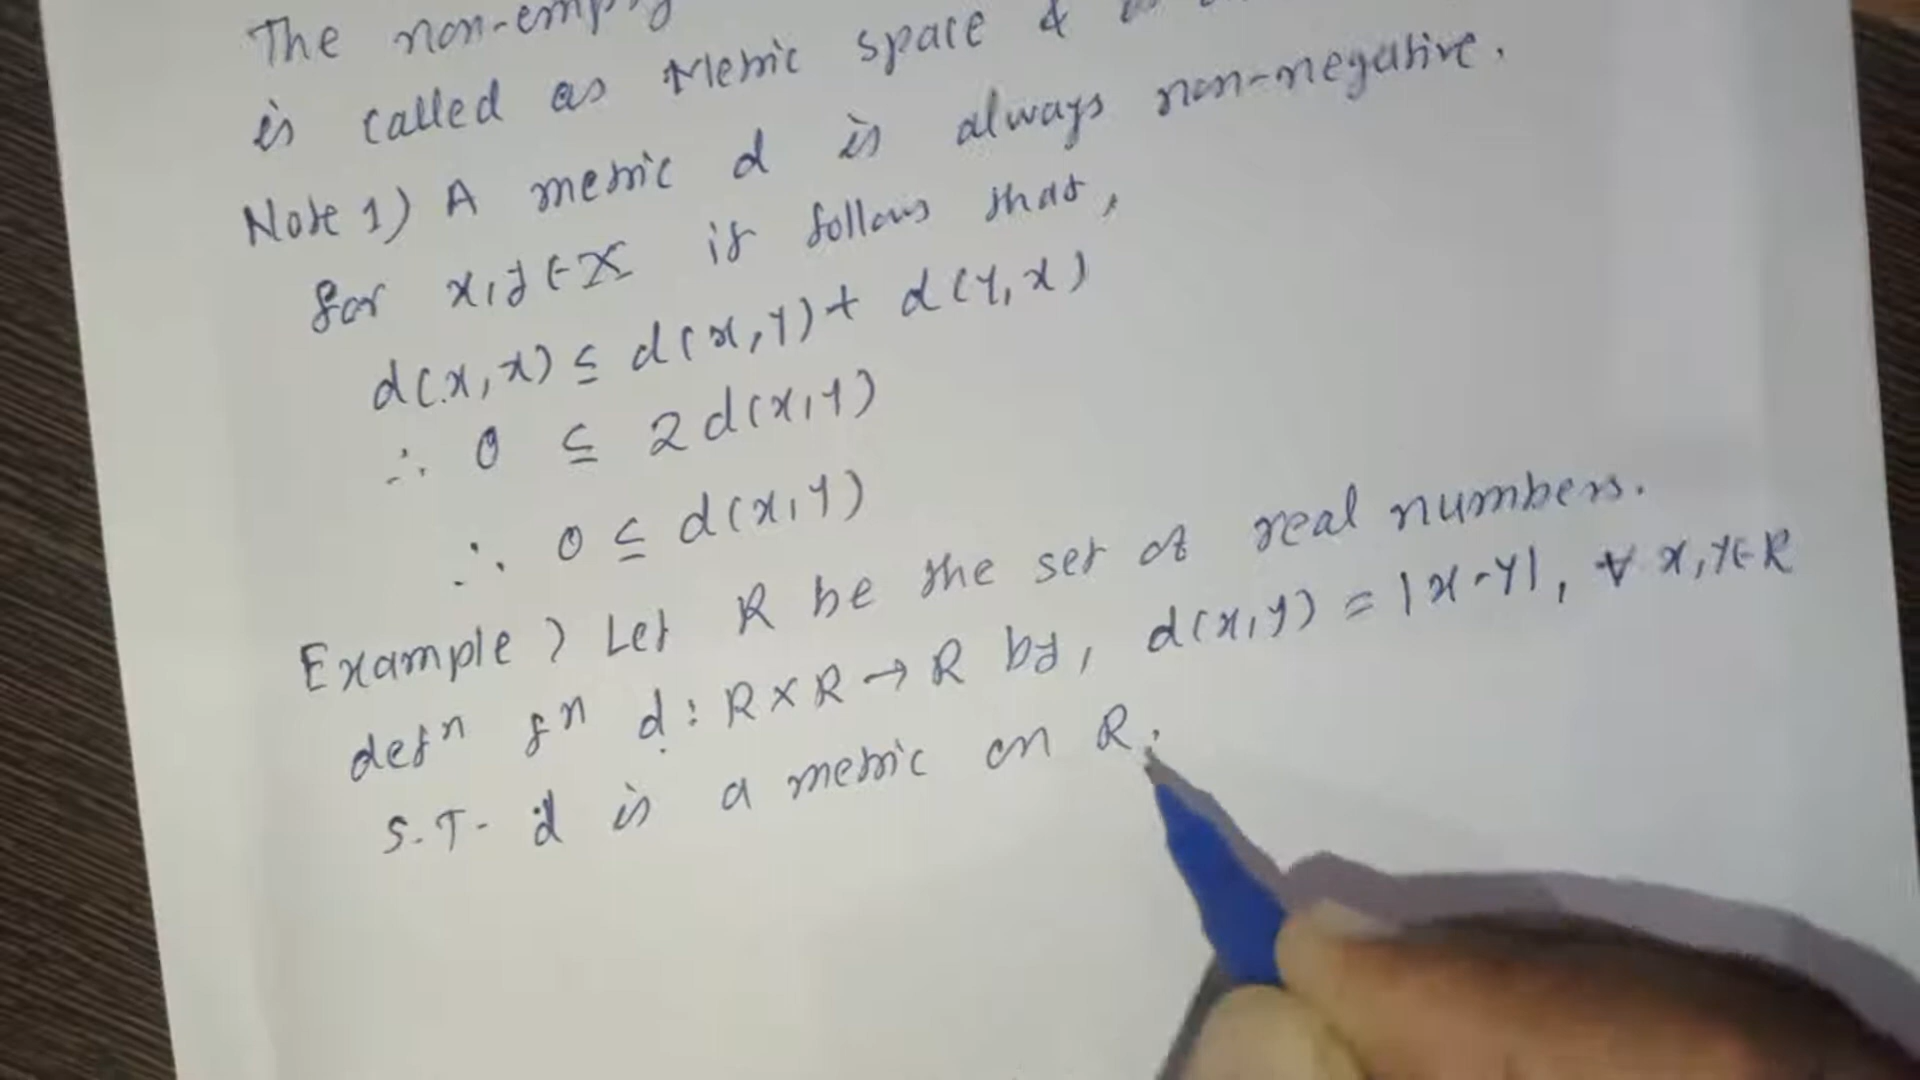 The non-empty
is called as Metric space &
Note 1) A metric d is always non-negative.
for x, y ∈ X it follows that,
d(x, x) ≤ d(x, y) + d(y, x)
∴ 0 ≤ 2d(x, y)
∴ 0 ≤ d(x, y)
Example) Let R be the set of real numbers.
defⁿ fⁿ d : R × R → R by, d(x, y) = |x - y|, ∀ x, y ∈ R
S.T. d is a metric on R.